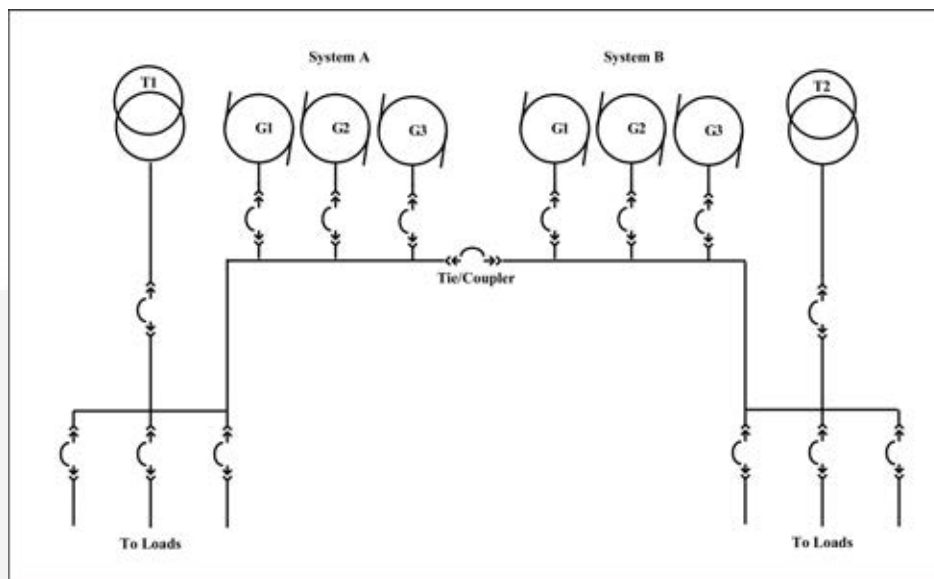 System A
System B
T1
G1
G2
G3
G1
G2
G3
T2
Tie/Coupler
To Loads
To Loads